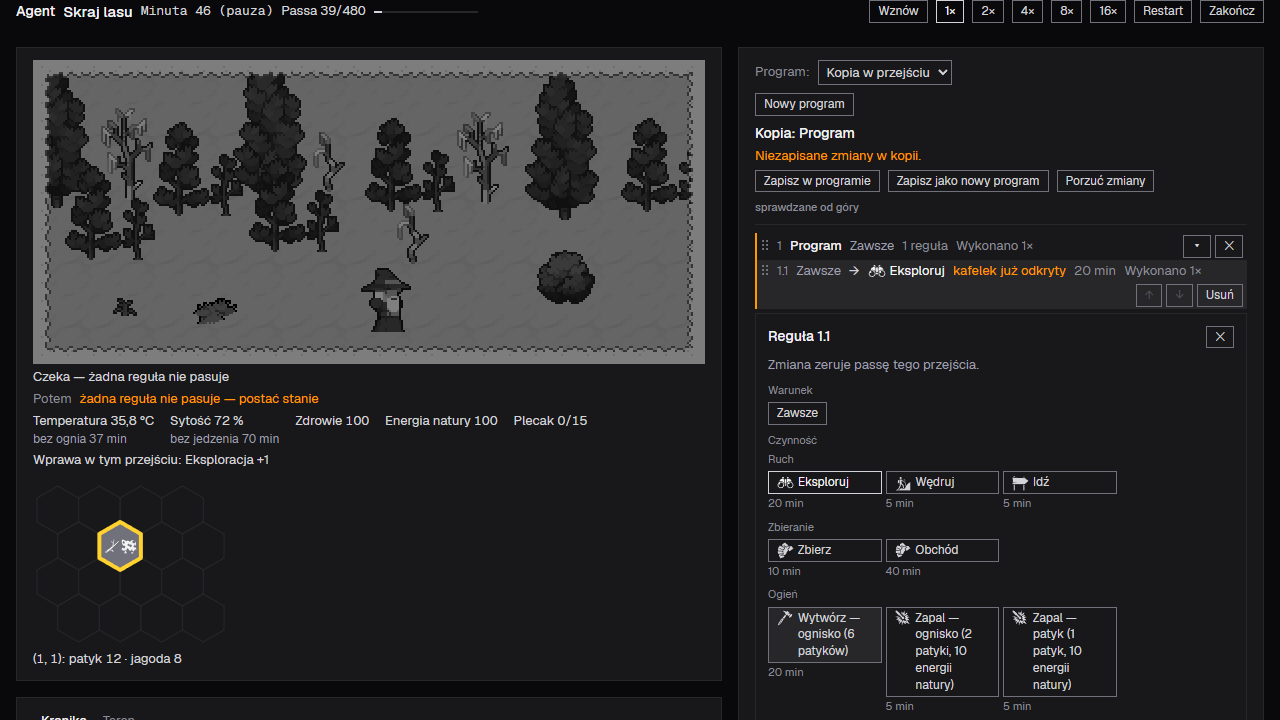 Agent Skraj lasu Minuta 46 (pauza) Passa 39/480
Wznów 1× 2× 4× 8× 16× Restart Zakończ
Czeka — żadna reguła nie pasuje
Potem żadna reguła nie pasuje — postać stanie
Temperatura 35,8 °C Sytość 72 % Zdrowie 100 Energia natury 100 Plecak 0/15
bez ognia 37 min bez jedzenia 70 min
Wprawa w tym przejściu: Eksploracja +1
(1, 1): patyk 12 · jagoda 8
Kronika Teren
Program: Kopia w przejściu
Nowy program
Kopia: Program
Niezapisane zmiany w kopii.
Zapisz w programie Zapisz jako nowy program Porzuć zmiany
sprawdzane od góry
1 Program Zawsze 1 reguła Wykonano 1×
1.1 Zawsze → Eksploruj kafelek już odkryty 20 min Wykonano 1×
↑ ↓ Usuń
Reguła 1.1
Zmiana zeruje passę tego przejścia.
Warunek
Zawsze
Czynność
Ruch
Eksploruj Wędruj Idź
20 min 5 min 5 min
Zbieranie
Zbierz Obchód
10 min 40 min
Ogień
Wytwórz — ognisko (6 patyków)
20 min
Zapal — ognisko (2 patyki, 10 energii natury)
5 min
Zapal — patyk (1 patyk, 10 energii natury)
5 min